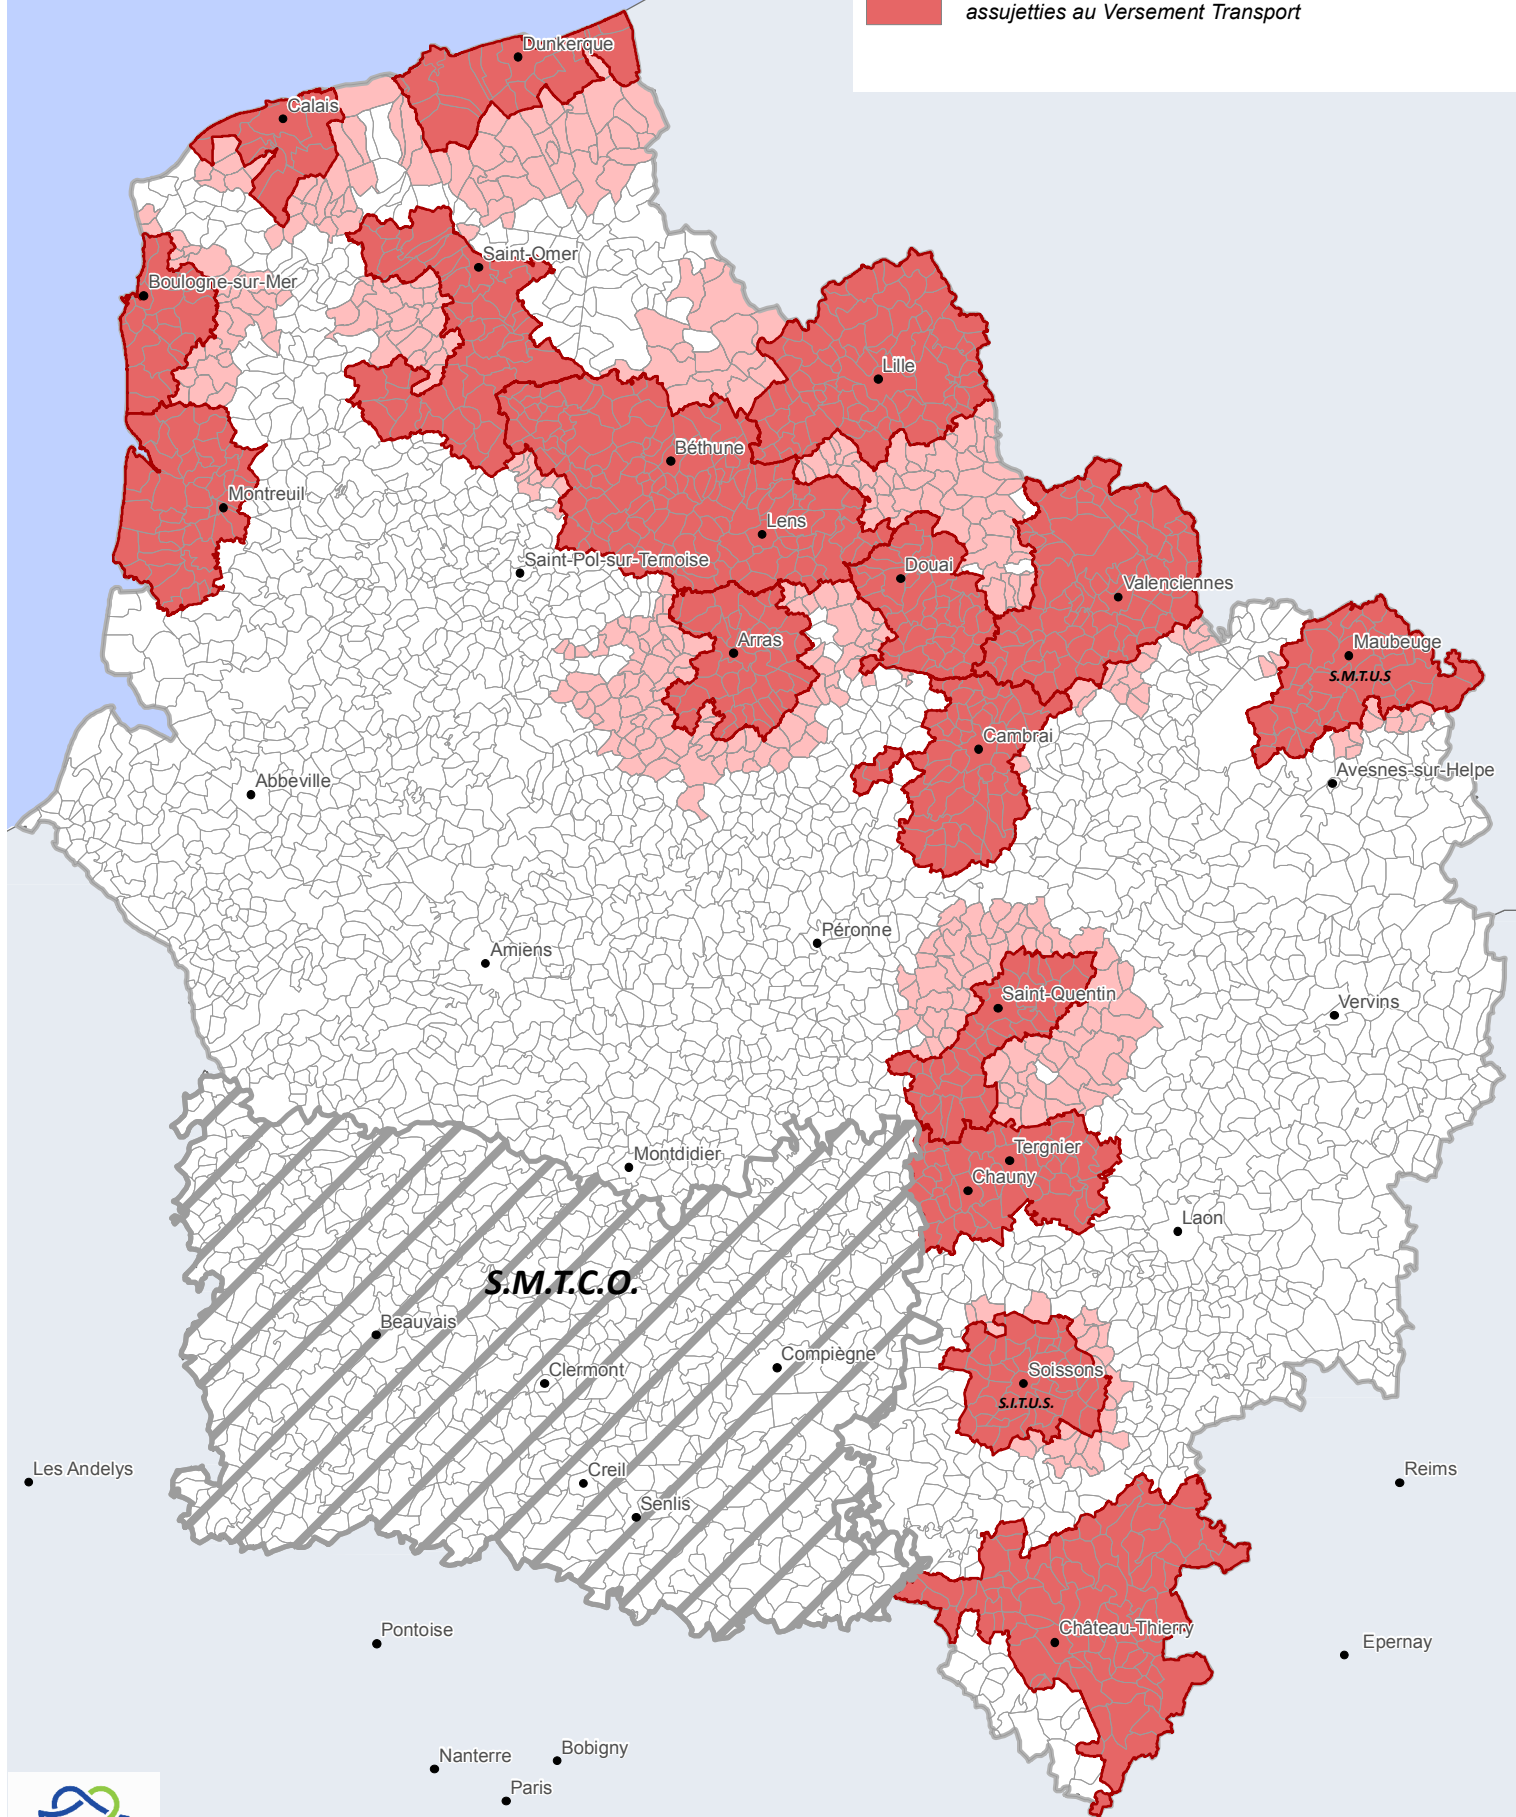 assujetties au Versement Transport
Dunkerque
Calais
Saint-Omer
Boulogne-sur-Mer
Lille
Béthune
Montreuil
Lens
Saint-Pol-sur-Ternoise
Douai
Valenciennes
Arras
Maubeuge
S.M.T.U.S
Cambrai
Avesnes-sur-Helpe
Abbeville
Péronne
Amiens
Saint-Quentin
Vervins
Montdidier
Tergnier
Chauny
Laon
S.M.T.C.O.
Beauvais
Compiègne
Clermont
Soissons
S.I.T.U.S.
Les Andelys
Creil
Reims
Senlis
Château-Thierry
Pontoise
Epernay
Bobigny
Nanterre
Paris